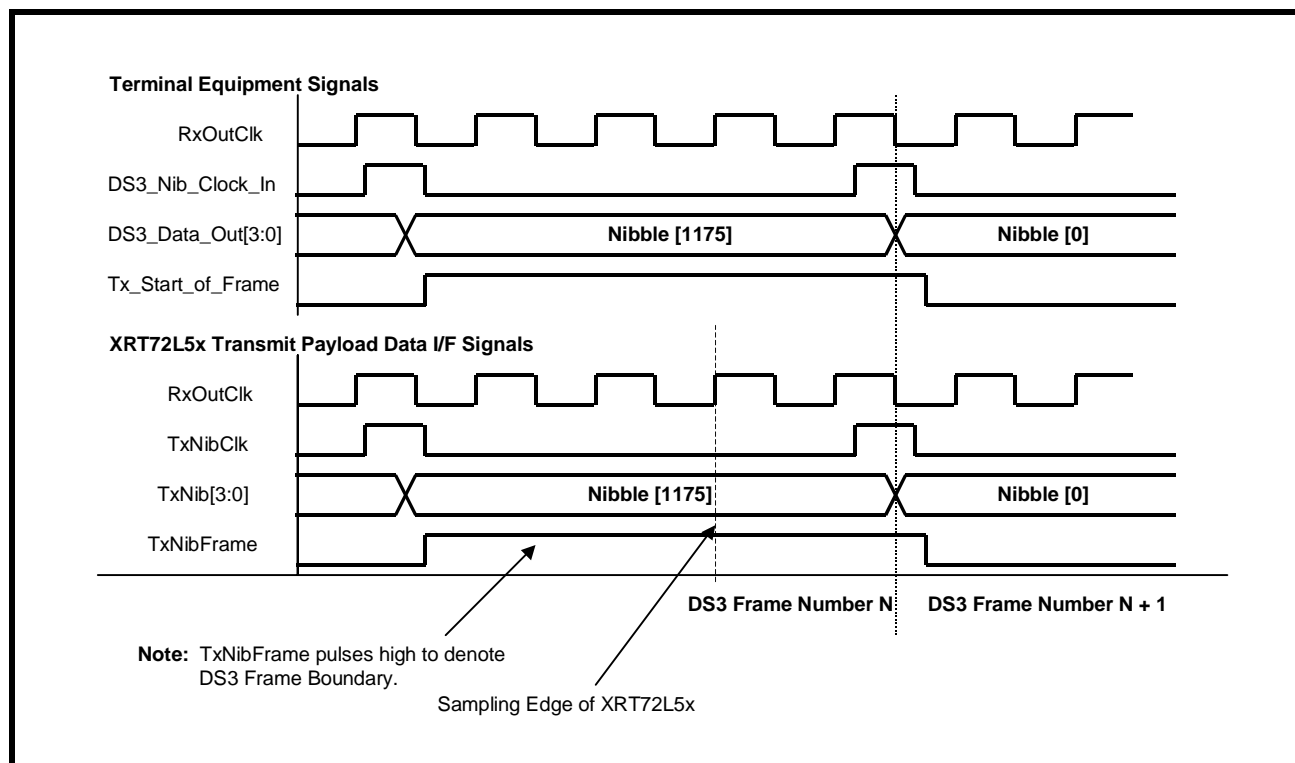 Terminal Equipment Signals
RxOutClk
DS3_Nib_Clock_In
DS3_Data_Out[3:0]
Nibble [1175]
Nibble [0]
Tx_Start_of_Frame
XRT72L5x Transmit Payload Data I/F Signals
RxOutClk
TxNibClk
TxNib[3:0]
Nibble [1175]
Nibble [0]
TxNibFrame
DS3 Frame Number N
DS3 Frame Number N + 1
Note: TxNibFrame pulses high to denote
DS3 Frame Boundary.
Sampling Edge of XRT72L5x